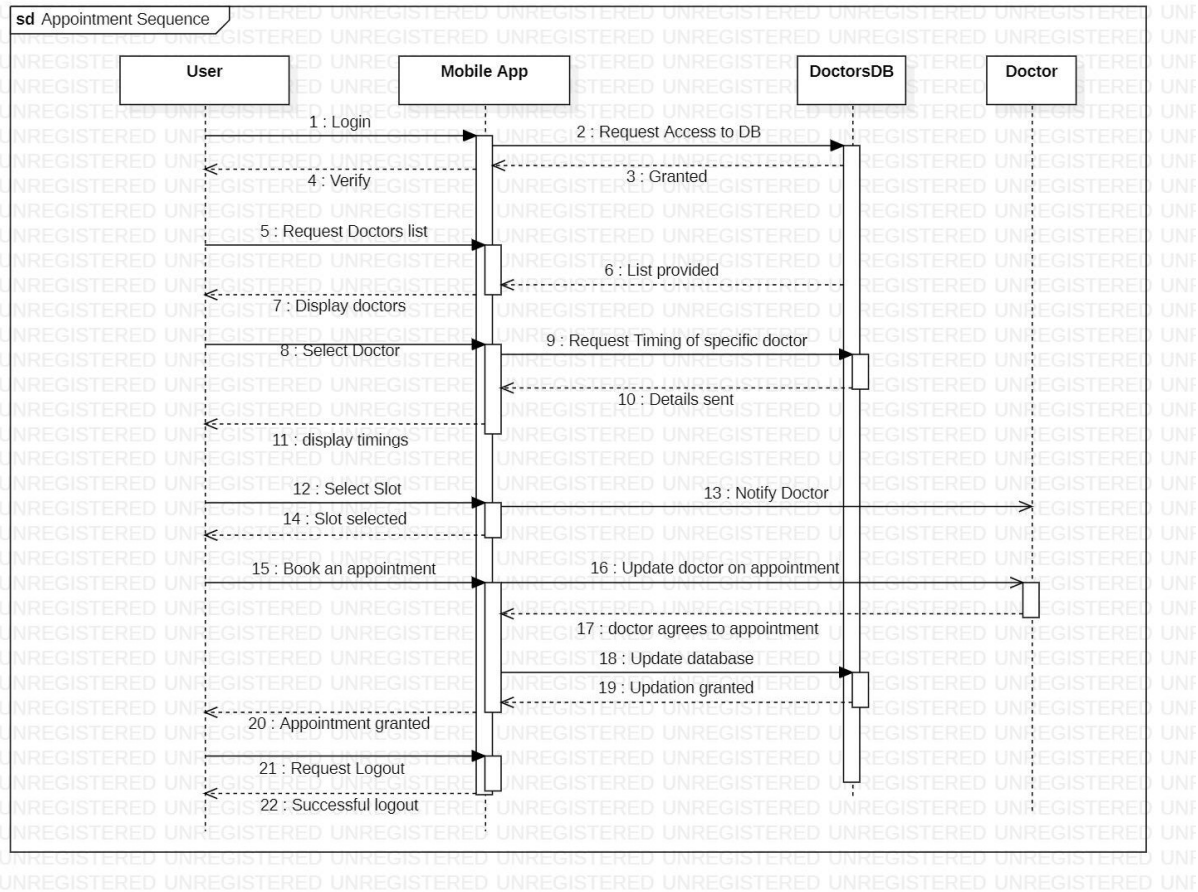 sd Appointment Sequence
User
Mobile App
DoctorsDB
Doctor
1 : Login
2 : Request Access to DB
3 : Granted
4 : Verify
5 : Request Doctors list
6 : List provided
7 : Display doctors
8 : Select Doctor
9 : Request Timing of specific doctor
10 : Details sent
11 : display timings
12 : Select Slot
13 : Notify Doctor
14 : Slot selected
15 : Book an appointment
16 : Update doctor on appointment
17 : doctor agrees to appointment
18 : Update database
19 : Updation granted
20 : Appointment granted
21 : Request Logout
22 : Successful logout
UNREGISTERED